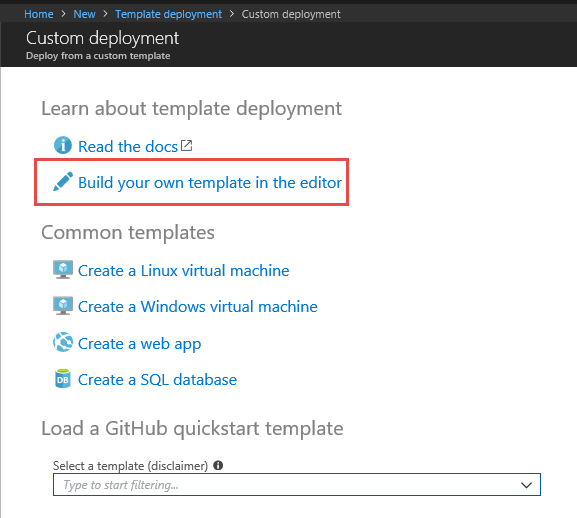 Home > New > Template deployment > Custom deployment
Custom deployment
Deploy from a custom template
Learn about template deployment
Read the docs
Build your own template in the editor
Common templates
Create a Linux virtual machine
Create a Windows virtual machine
Create a web app
DB Create a SQL database
Load a GitHub quickstart template
Select a template (disclaimer)
Type to start filtering...